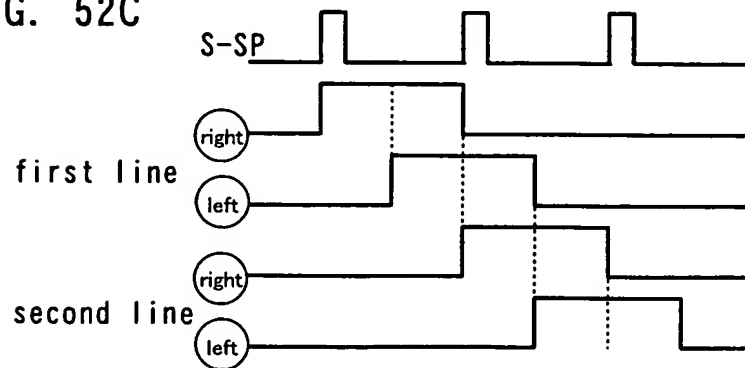 G. 52C
S-SP
right
first line
left
right
second line
left